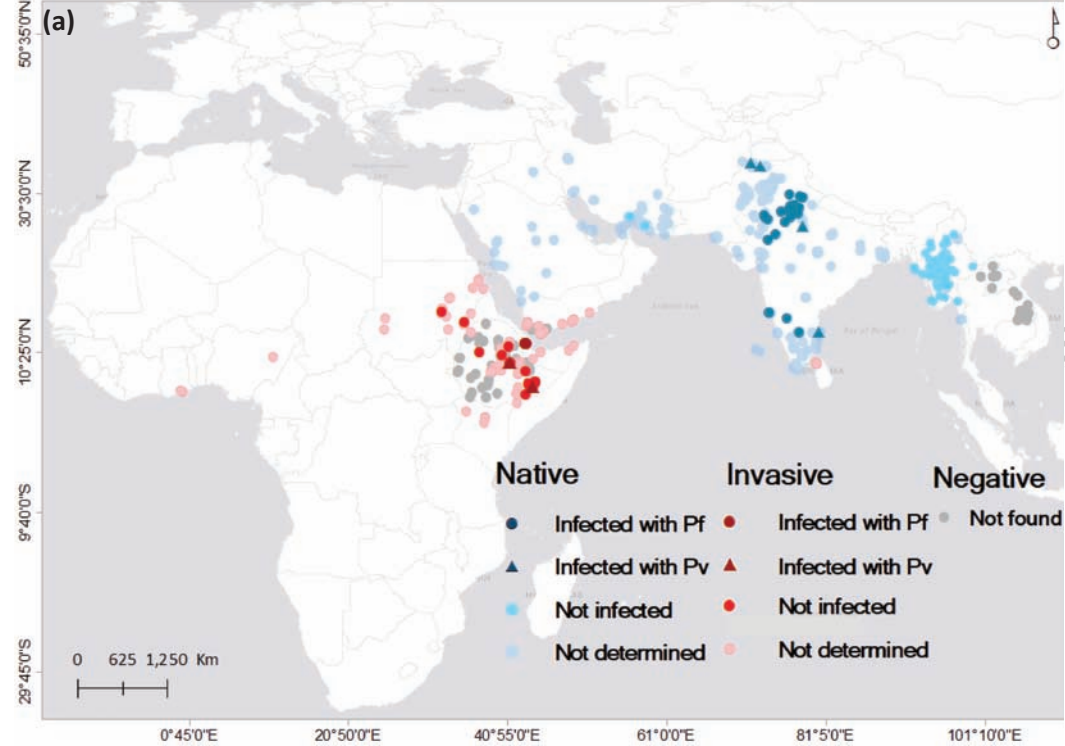 (a)
50°35'0"N
30°30'0"N
10°25'0"N
9°40'0"S
29°45'0"S
Native
Infected with Pf
Infected with Pv
Not infected
Not determined
Invasive
Infected with Pf
Infected with Pv
Not infected
Not determined
Negative
Not found
0 625 1,250 Km
0°45'0"E 20°50'0"E 40°55'0"E 61°0'0"E 81°5'0"E 101°10'0"E